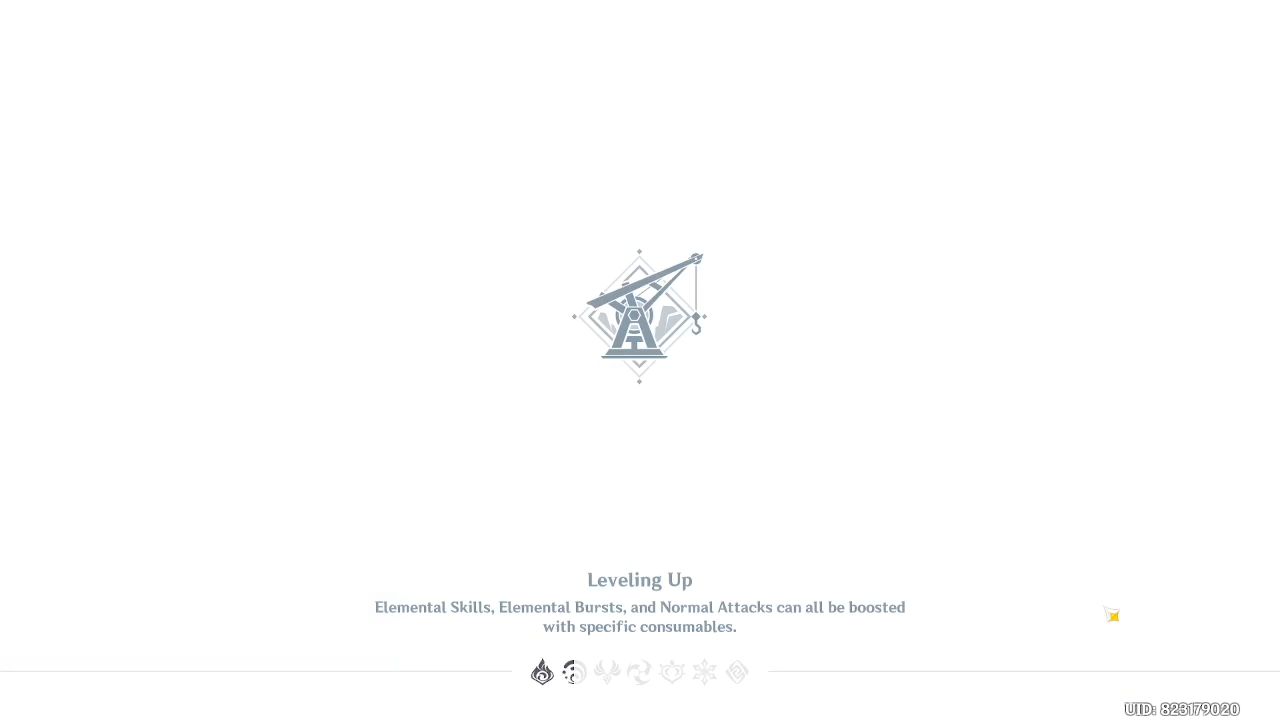 Leveling Up
Elemental Skills, Elemental Bursts, and Normal Attacks can all be boosted
with specific consumables.
UID: 823179020